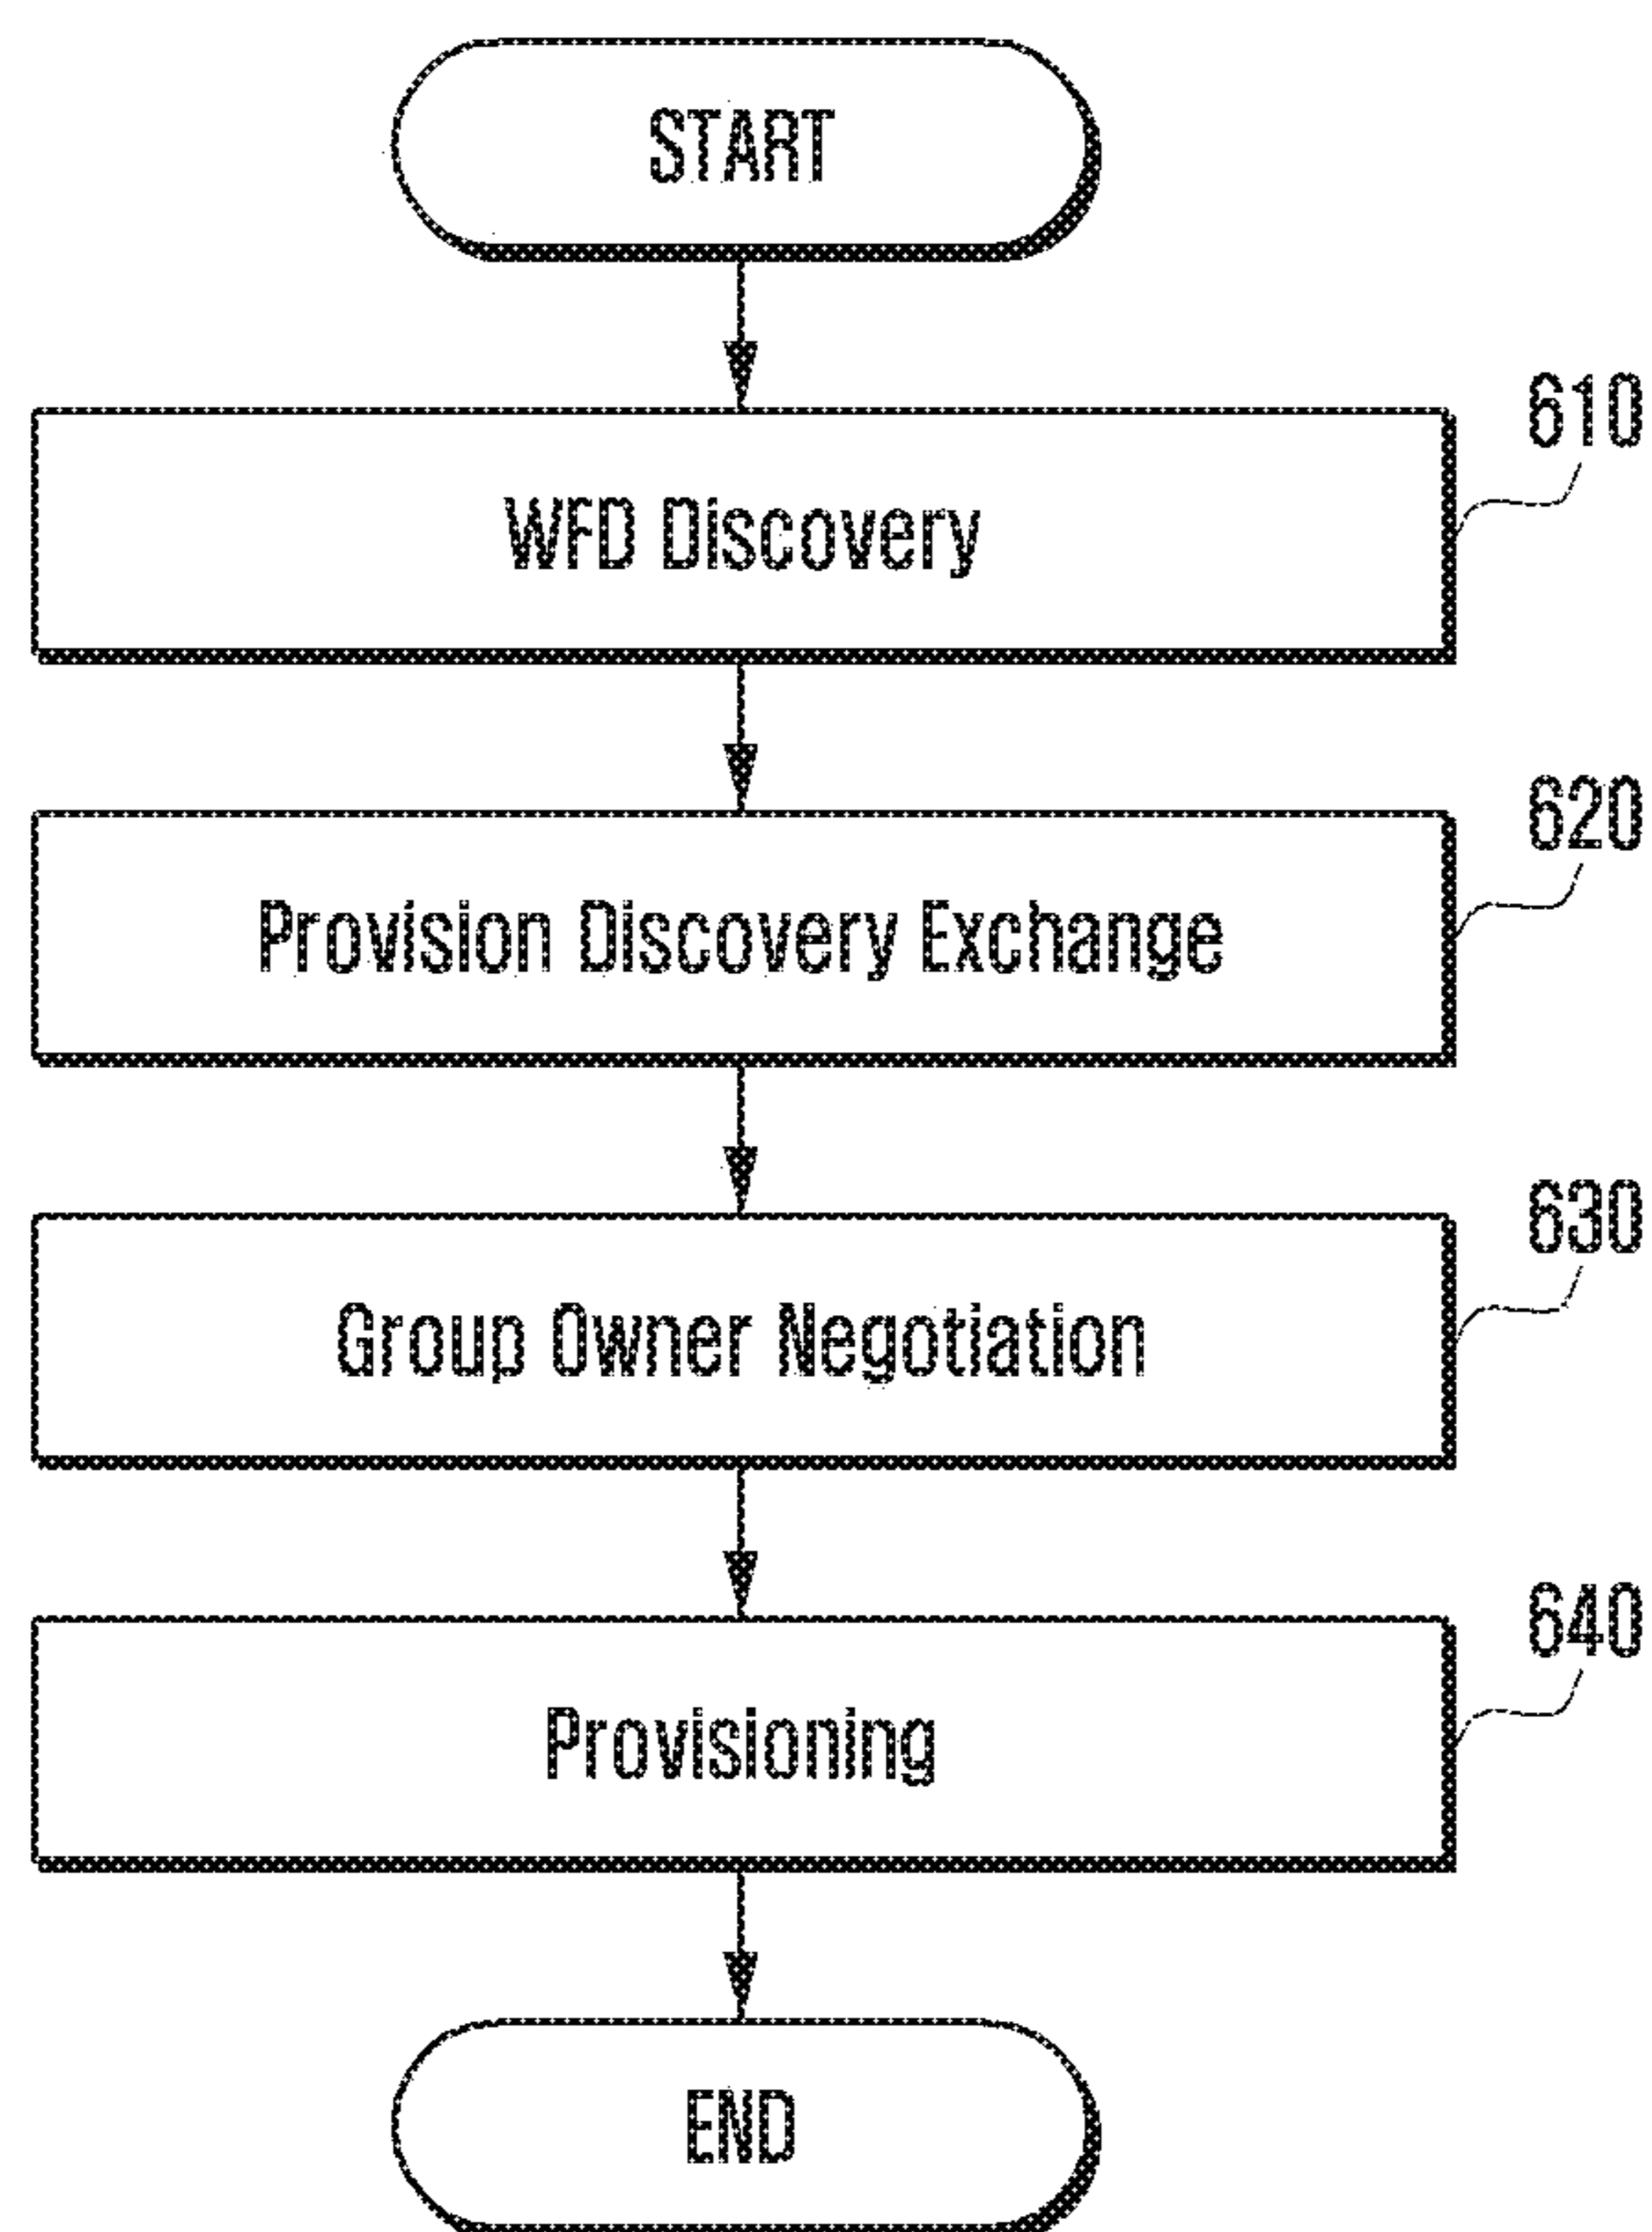 START
610
WFD Discovery
620
Provision Discovery Exchange
630
Group Owner Negotiation
640
Provisioning
END